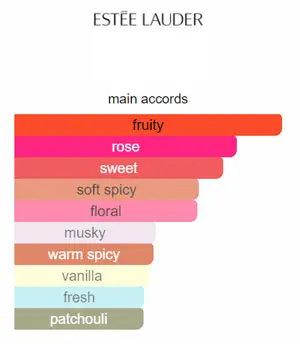 ESTĒE LAUDER
main accords
fruity
rose
sweet
soft spicy
floral
musky
warm spicy
vanilla
fresh
patchouli